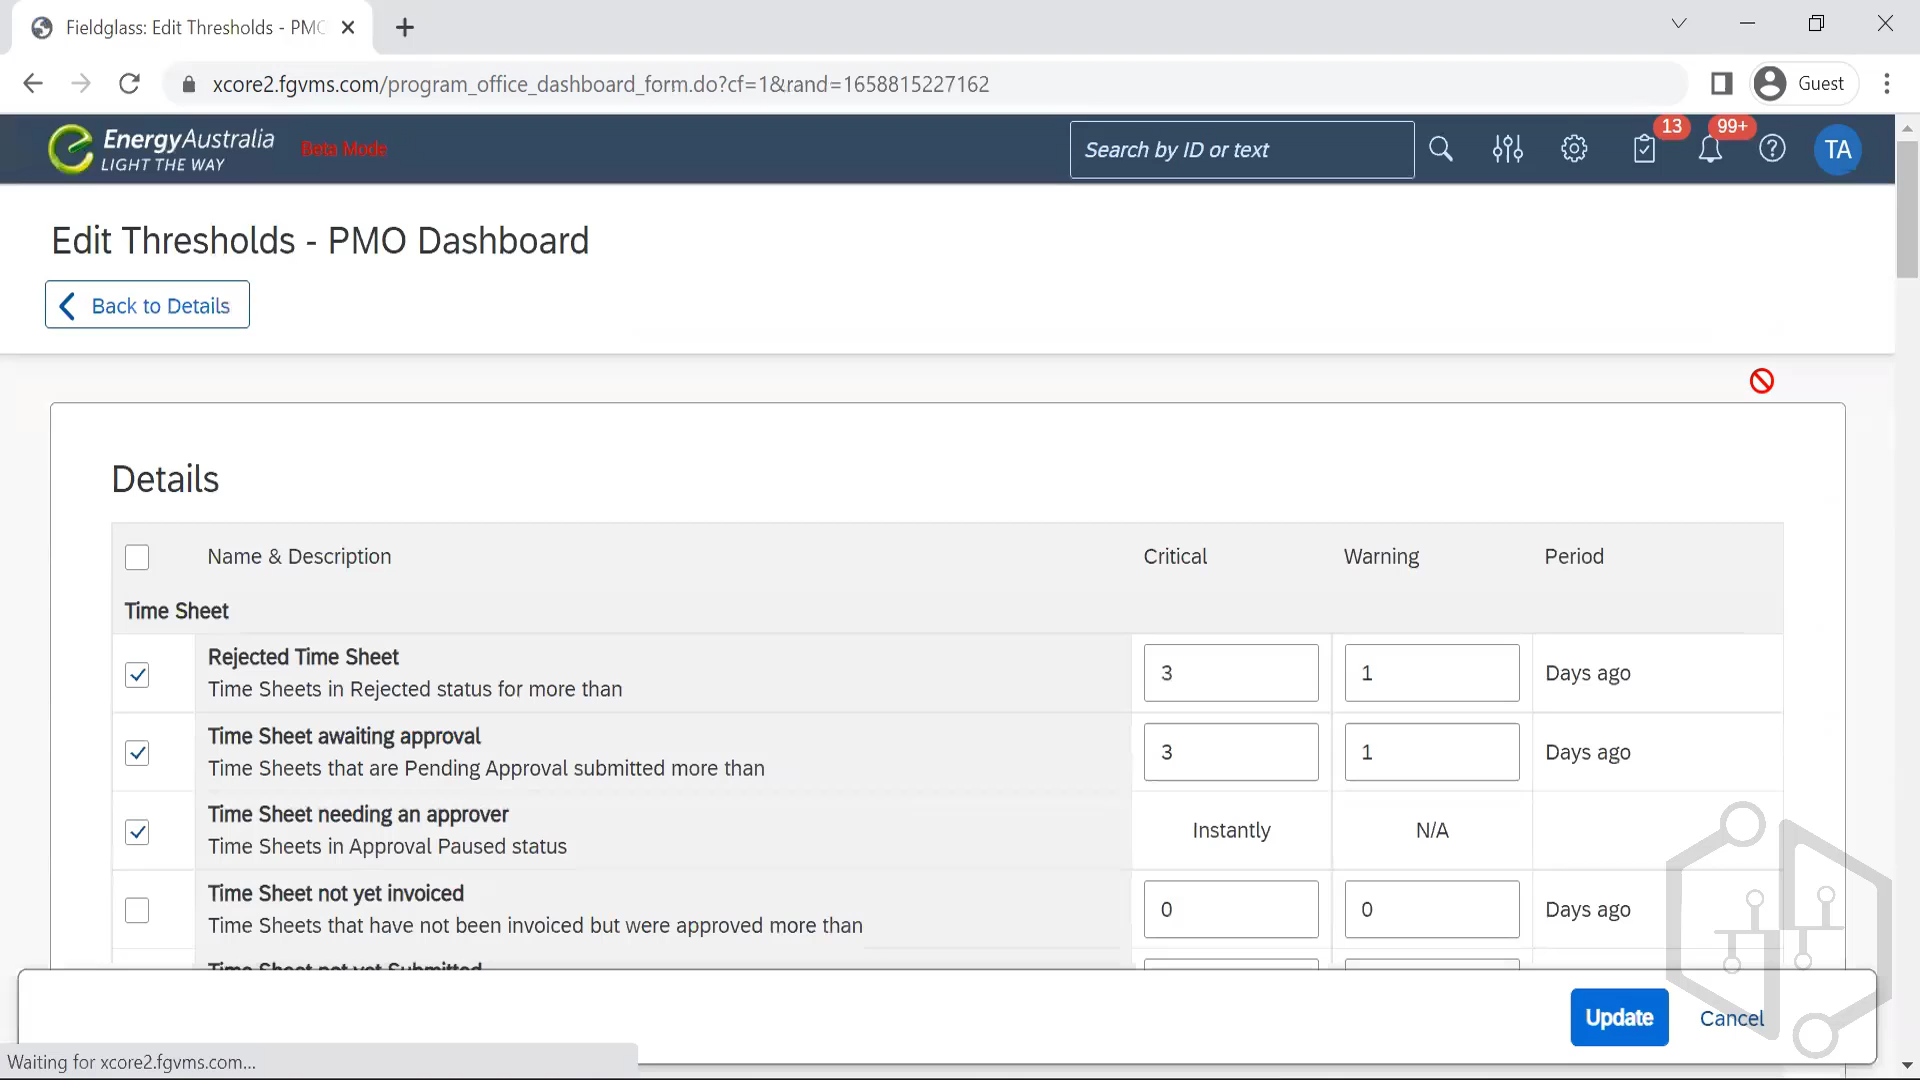 Fieldglass: Edit Thresholds - PMO
xcore2.fgvms.com/program_office_dashboard_form.do?cf=1&rand=1658815227162
Guest
EnergyAustralia
LIGHT THE WAY
Beta Mode
Search by ID or text
13
99+
TA
Edit Thresholds - PMO Dashboard
Back to Details
Details
Name & Description Critical Warning Period
Time Sheet
Rejected Time Sheet
Time Sheets in Rejected status for more than
3 1 Days ago
Time Sheet awaiting approval
Time Sheets that are Pending Approval submitted more than
3 1 Days ago
Time Sheet needing an approver
Time Sheets in Approval Paused status
Instantly N/A
Time Sheet not yet invoiced
Time Sheets that have not been invoiced but were approved more than
0 0 Days ago
Time Sheet not yet Submitted
Update Cancel
Waiting for xcore2.fgvms.com...